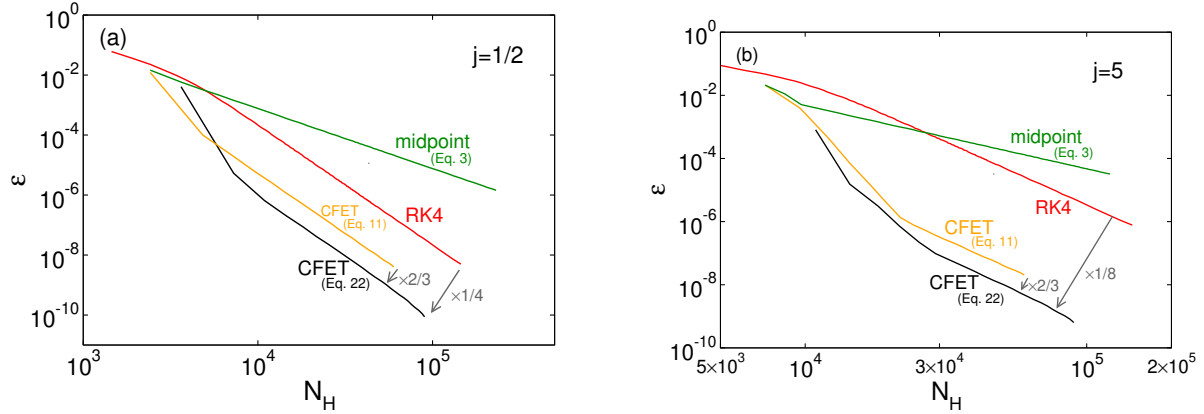 (a)
j=1/2
10^0
10^-2
10^-4
10^-6
10^-8
10^-10
ε
midpoint
(Eq. 3)
CFET
(Eq. 11)
RK4
CFET
(Eq. 22)
×2/3
×1/4
10^3
10^4
10^5
N_H
(b)
j=5
10^0
10^-2
10^-4
10^-6
10^-8
10^-10
ε
midpoint
(Eq. 3)
RK4
CFET
(Eq. 11)
CFET
(Eq. 22)
×2/3
×1/8
5×10^3
10^4
3×10^4
10^5
2×10^5
N_H